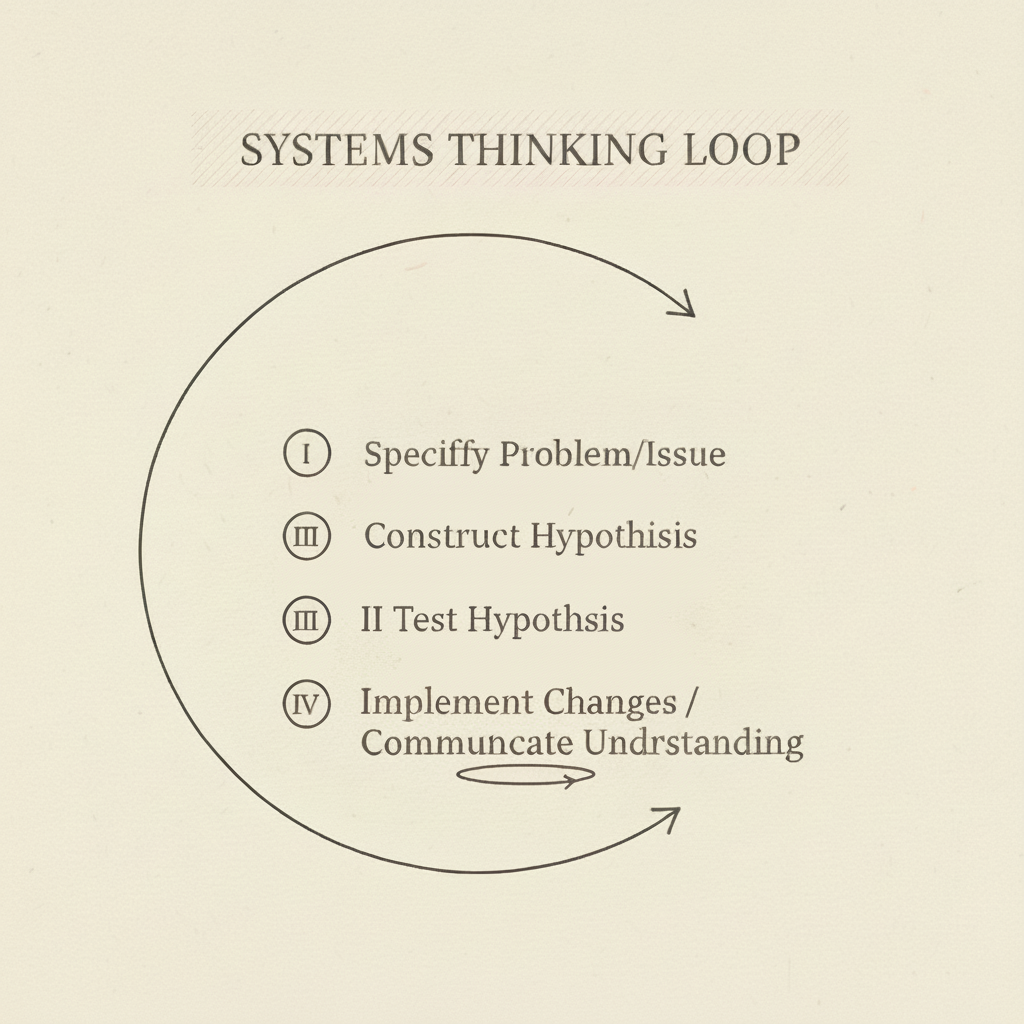 SYSTEMS THINKING LOOP
I Speciffy Problem/Issue
III Construct Hypothisis
III II Test Hypothsis
IV Implement Changes /
Communcate Undrstanding